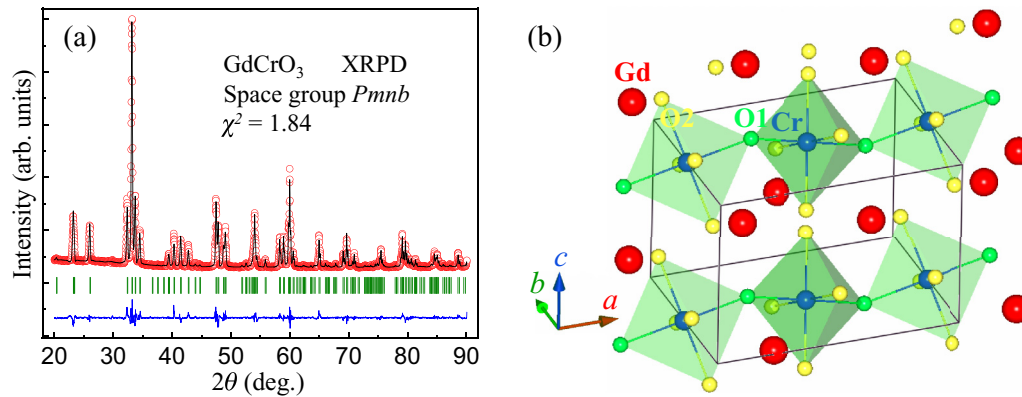 (a)
GdCrO₃ XRPD
Space group Pmnb
χ² = 1.84
Intensity (arb. units)
20 30 40 50 60 70 80 90
2θ (deg.)
(b)
Gd
O2
O1
Cr
c
b
a